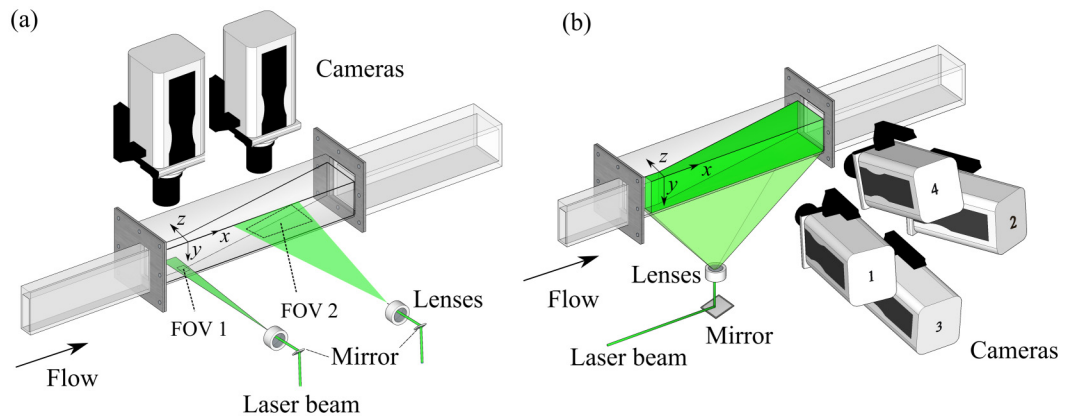 (a)
Cameras
z
x
y
FOV 1
FOV 2
Lenses
Mirror
Flow
Laser beam
(b)
z
x
y
4
2
1
3
Lenses
Flow
Mirror
Laser beam
Cameras